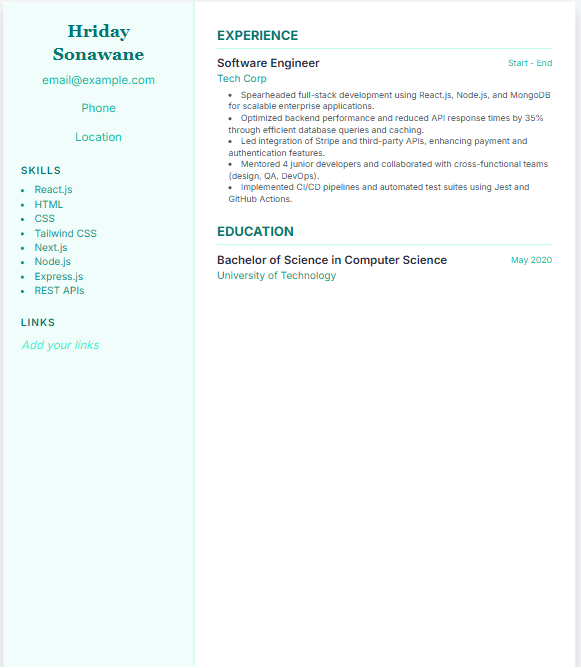 Hriday
Sonawane
email@example.com
Phone
Location
SKILLS
• React.js
• HTML
• CSS
• Tailwind CSS
• Next.js
• Node.js
• Express.js
• REST APIs
LINKS
Add your links
EXPERIENCE
Software Engineer Start - End
Tech Corp
• Spearheaded full-stack development using React.js, Node.js, and MongoDB
for scalable enterprise applications.
• Optimized backend performance and reduced API response times by 35%
through efficient database queries and caching.
• Led integration of Stripe and third-party APIs, enhancing payment and
authentication features.
• Mentored 4 junior developers and collaborated with cross-functional teams
(design, QA, DevOps).
• Implemented CI/CD pipelines and automated test suites using Jest and
GitHub Actions.
EDUCATION
Bachelor of Science in Computer Science May 2020
University of Technology